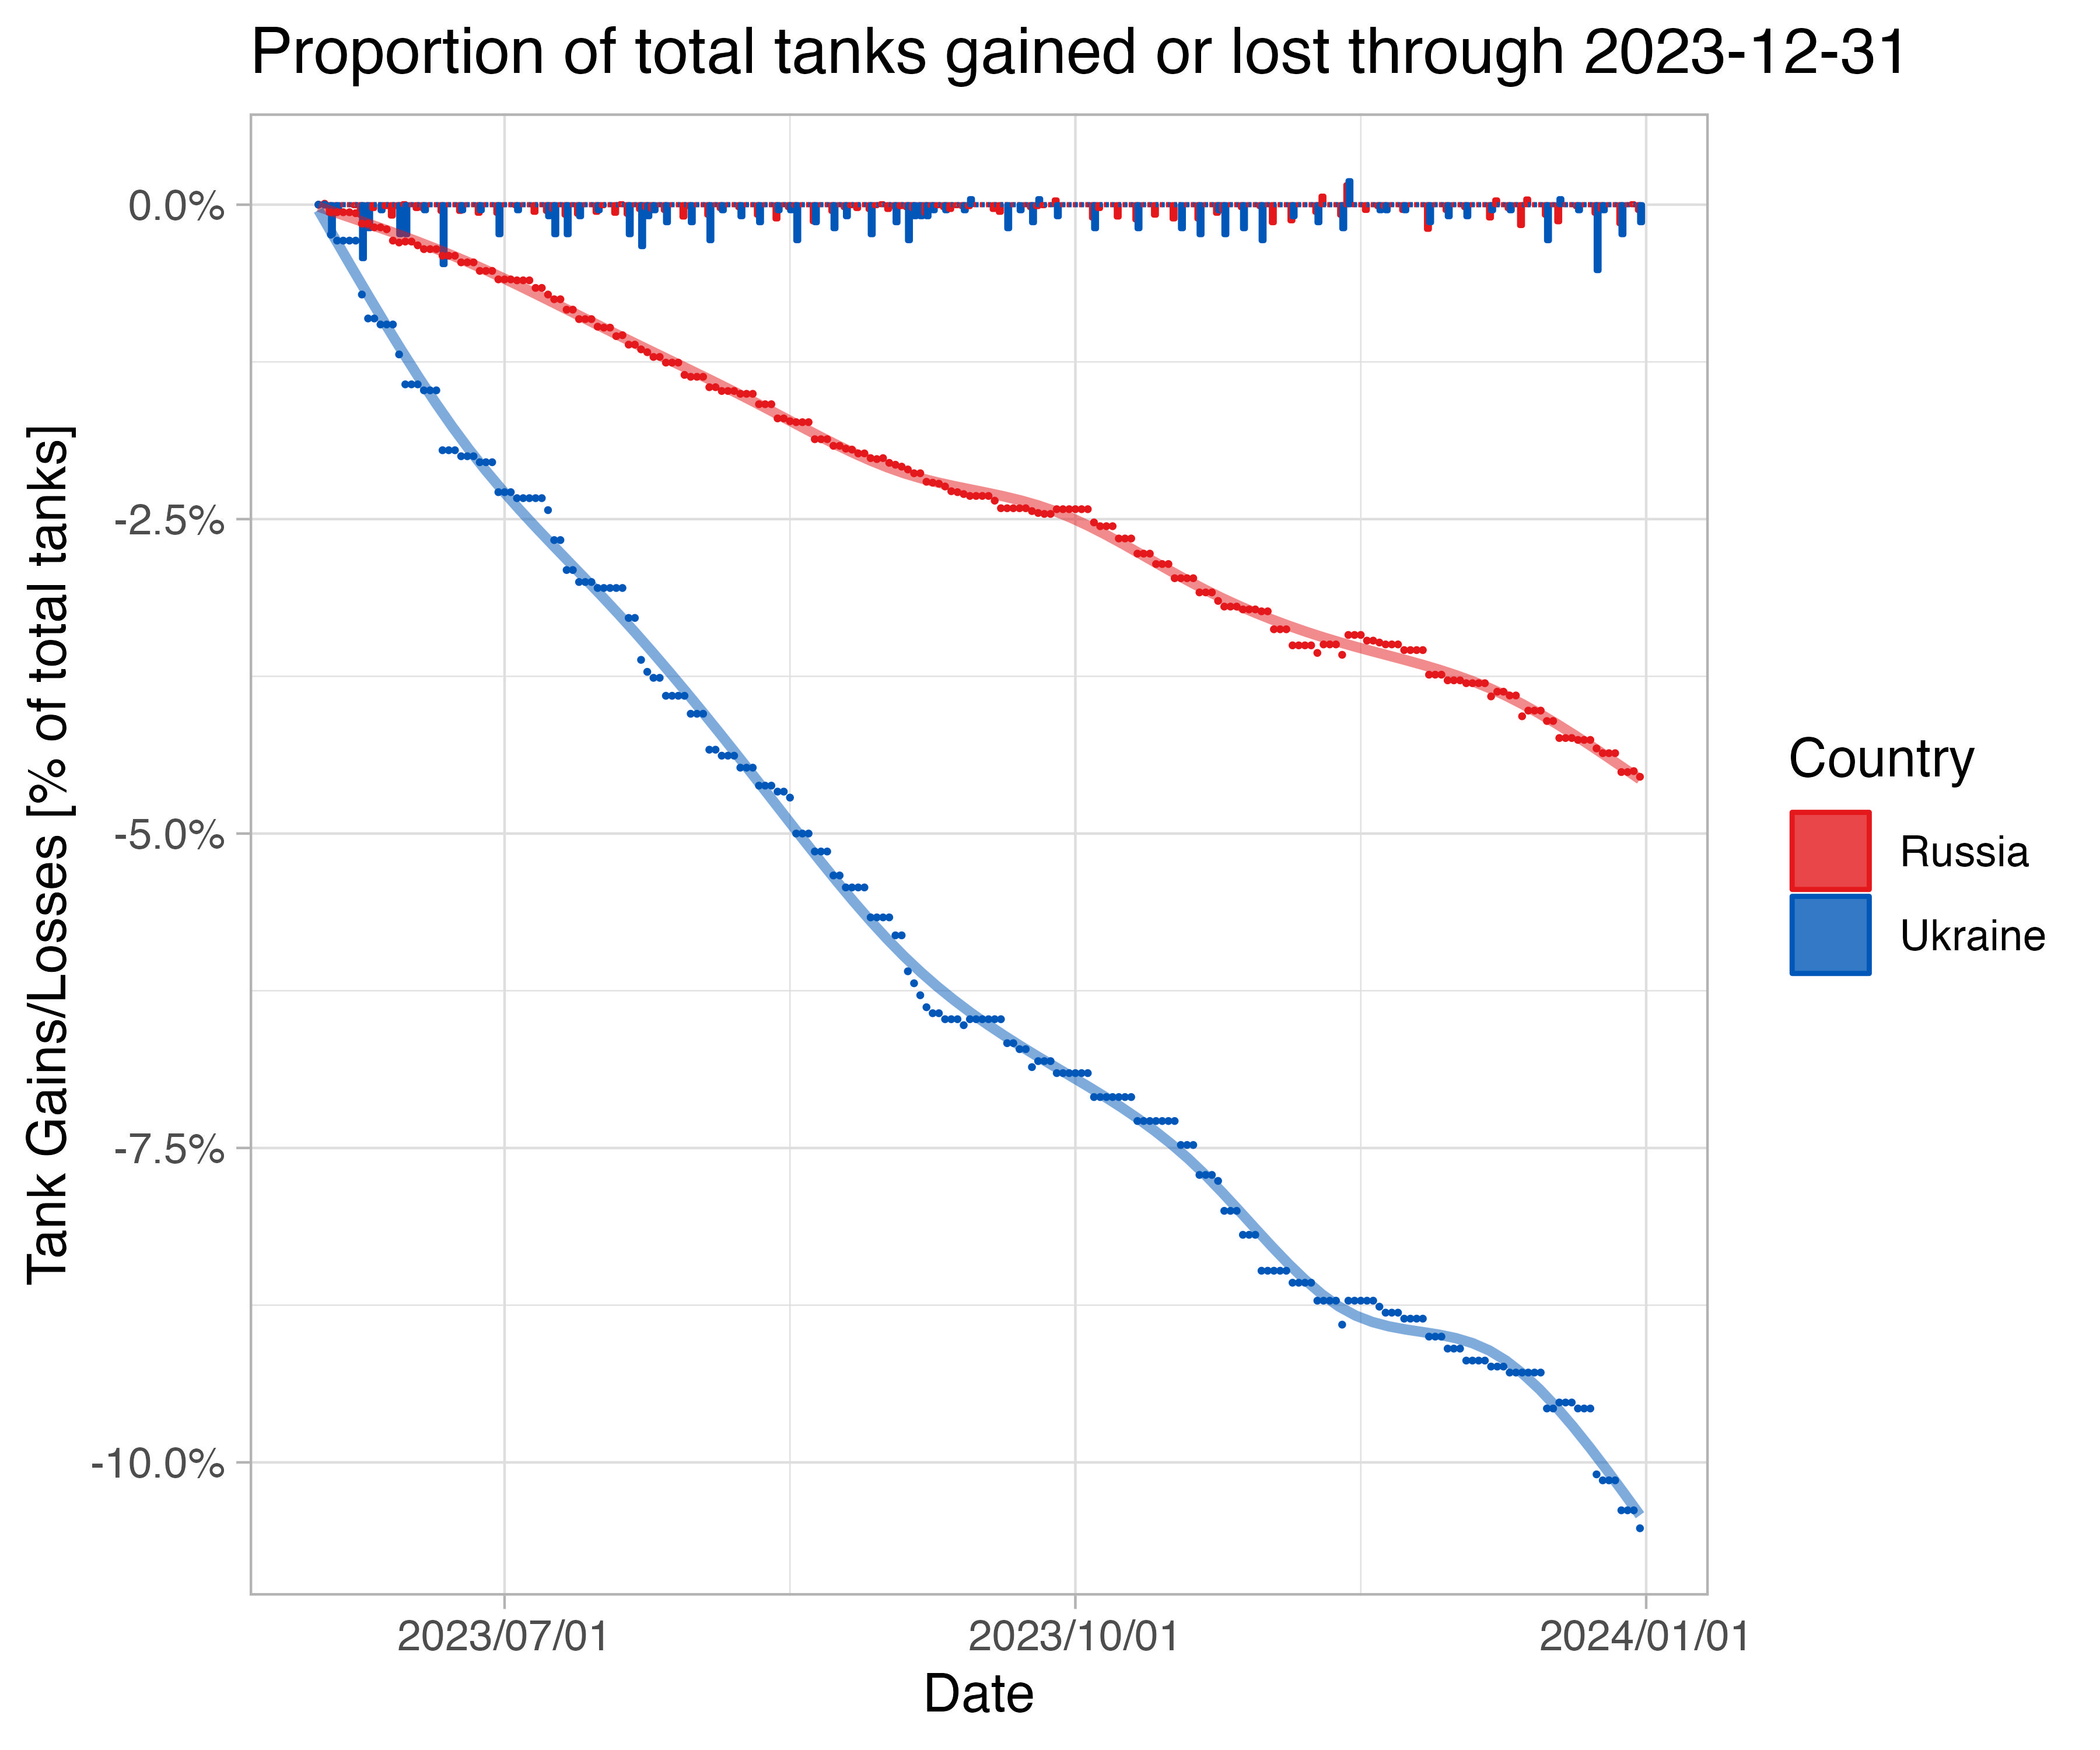 Proportion of total tanks gained or lost through 2023-12-31
Tank Gains/Losses [% of total tanks]
0.0%
-2.5%
-5.0%
-7.5%
-10.0%
2023/07/01
2023/10/01
2024/01/01
Date
Country
Russia
Ukraine